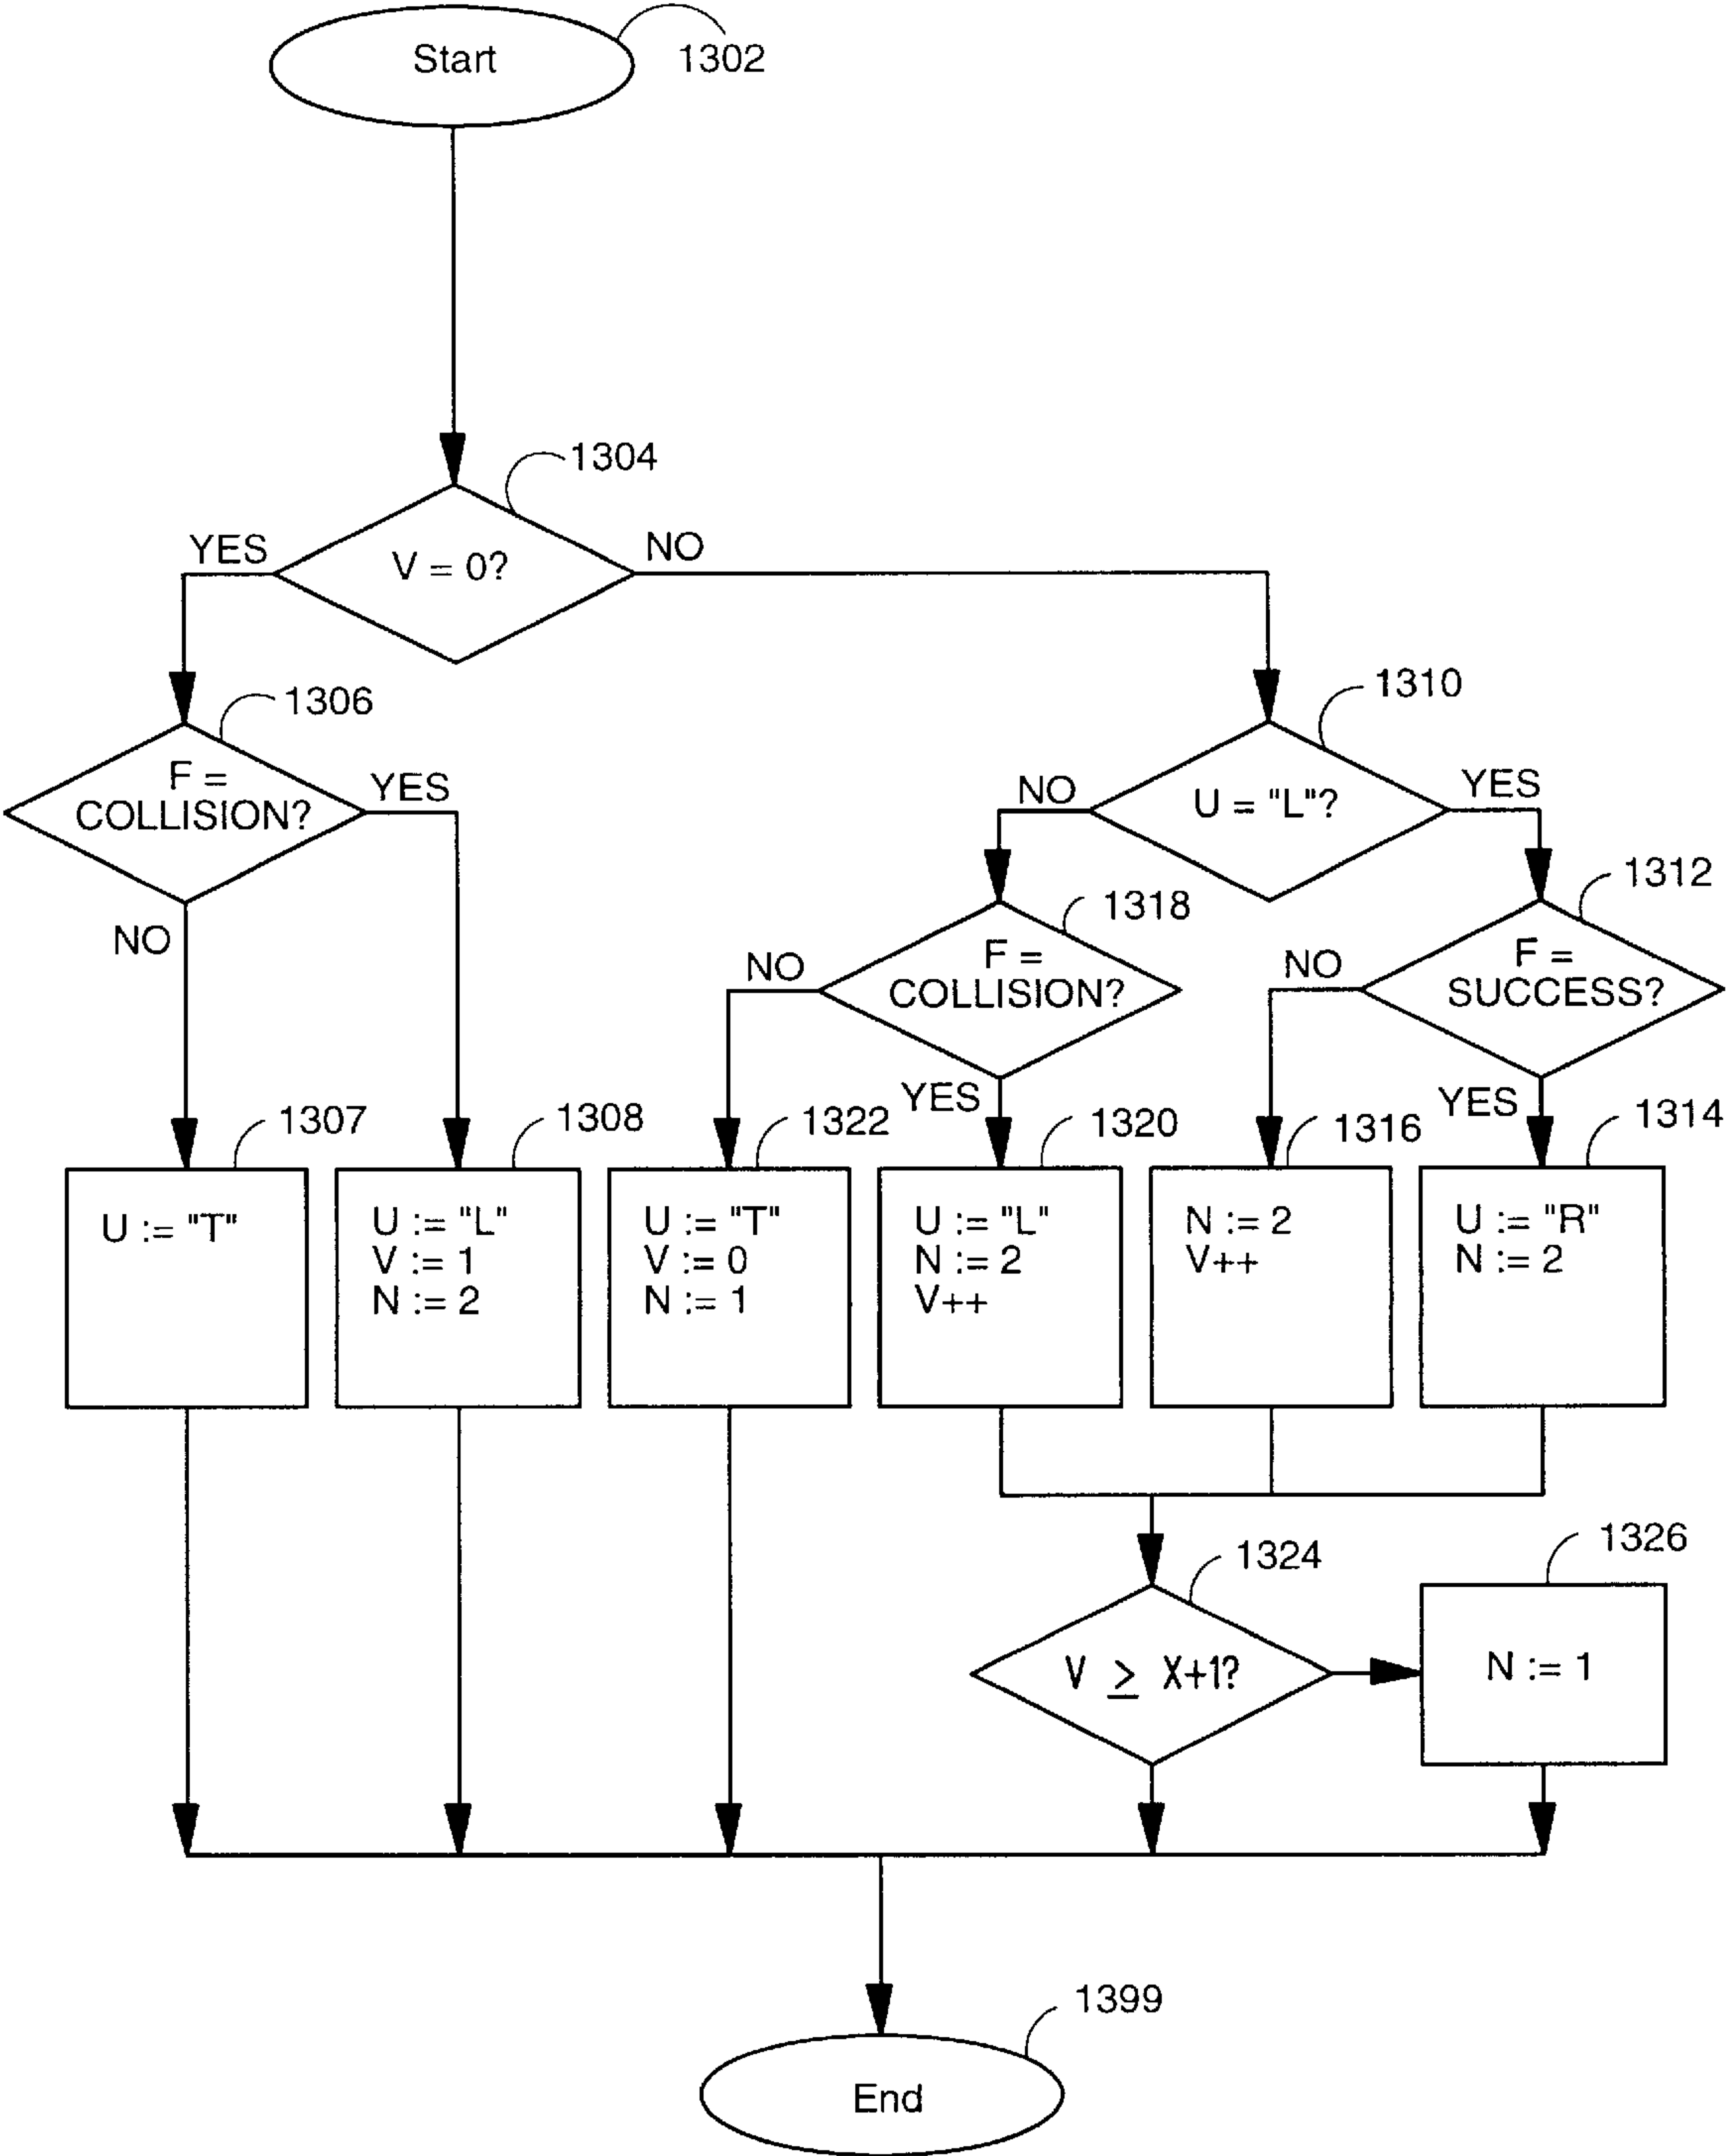 Start
1302
1304
YES
V = 0?
NO
1306
F =
COLLISION?
YES
NO
1310
NO
U = "L"?
YES
1318
NO
F =
COLLISION?
YES
1312
NO
F =
SUCCESS?
YES
1307
U := "T"
1308
U := "L"
V := 1
N := 2
1322
U := "T"
V := 0
N := 1
1320
U := "L"
N := 2
V++
1316
N := 2
V++
1314
U := "R"
N := 2
1324
V ≥ X+1?
1326
N := 1
1399
End